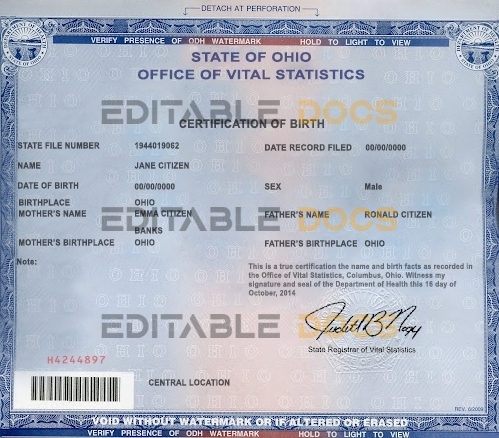 DETACH AT PERFORATION
VERIFY PRESENCE OF ODH WATERMARK HOLD TO LIGHT TO VIEW
STATE OF OHIO
OFFICE OF VITAL STATISTICS
EDITABLE DOCS
CERTIFICATION OF BIRTH
STATE FILE NUMBER 1944019062 DATE RECORD FILED 00/00/0000
NAME JANE CITIZEN
DATE OF BIRTH 00/00/0000 SEX Male
BIRTHPLACE OHIO
MOTHER'S NAME EMMA CITIZEN FATHER'S NAME RONALD CITIZEN
EDITABLE DOCS
BANKS
MOTHER'S BIRTHPLACE OHIO FATHER'S BIRTHPLACE OHIO
Note:
This is a true certification the name and birth facts as recorded in
the Office of Vital Statistics, Columbus, Ohio. Witness my
signature and seal of the Department of Health this 16 day of
October, 2014
EDITABLE DOCS
State Registrar of Vital Statistics
H4244897
CENTRAL LOCATION
REV. 6/2009
VOID WITHOUT WATERMARK OR IF ALTERED OR ERASED
VERIFY PRESENCE OF ODH WATERMARK HOLD TO LIGHT TO VIEW